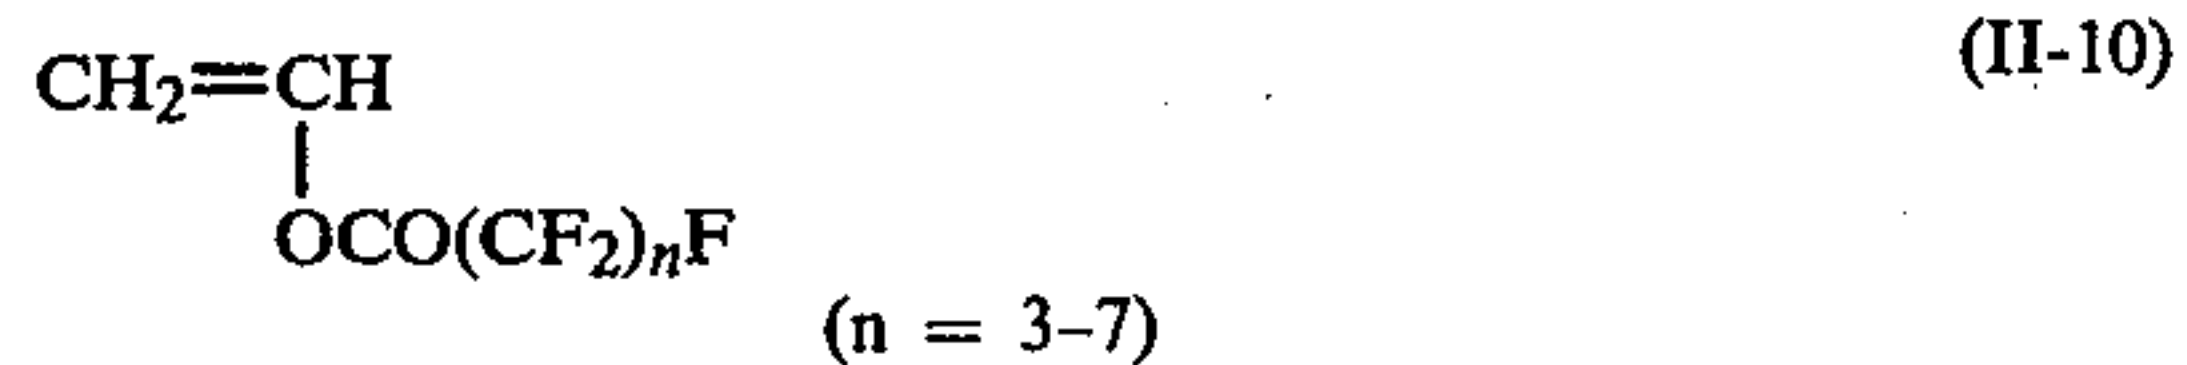 CH2=CH (II-10)
OCO(CF2)nF
(n = 3–7)